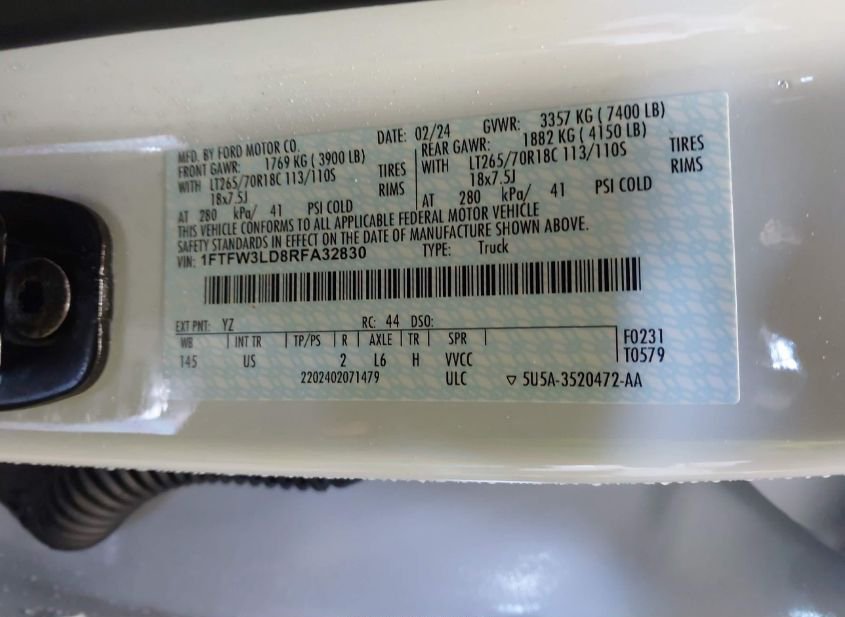 MFD. BY FORD MOTOR CO. DATE: 02/24 GVWR: 3357 KG ( 7400 LB)
FRONT GAWR: 1769 KG ( 3900 LB) REAR GAWR: 1882 KG ( 4150 LB)
WITH LT265/70R18C 113/110S TIRES WITH LT265/70R18C 113/110S TIRES
18x7.5J RIMS 18x7.5J RIMS
AT 280 kPa/ 41 PSI COLD AT 280 kPa/ 41 PSI COLD
THIS VEHICLE CONFORMS TO ALL APPLICABLE FEDERAL MOTOR VEHICLE
SAFETY STANDARDS IN EFFECT ON THE DATE OF MANUFACTURE SHOWN ABOVE.
VIN: 1FTFW3LD8RFA32830 TYPE: Truck
EXT PNT: YZ RC: 44 DSO:
WB INT TR TP/PS R AXLE TR SPR F0231
145 US 2 L6 H VVCC T0579
2202402071479 ULC ▽ 5U5A-3520472-AA